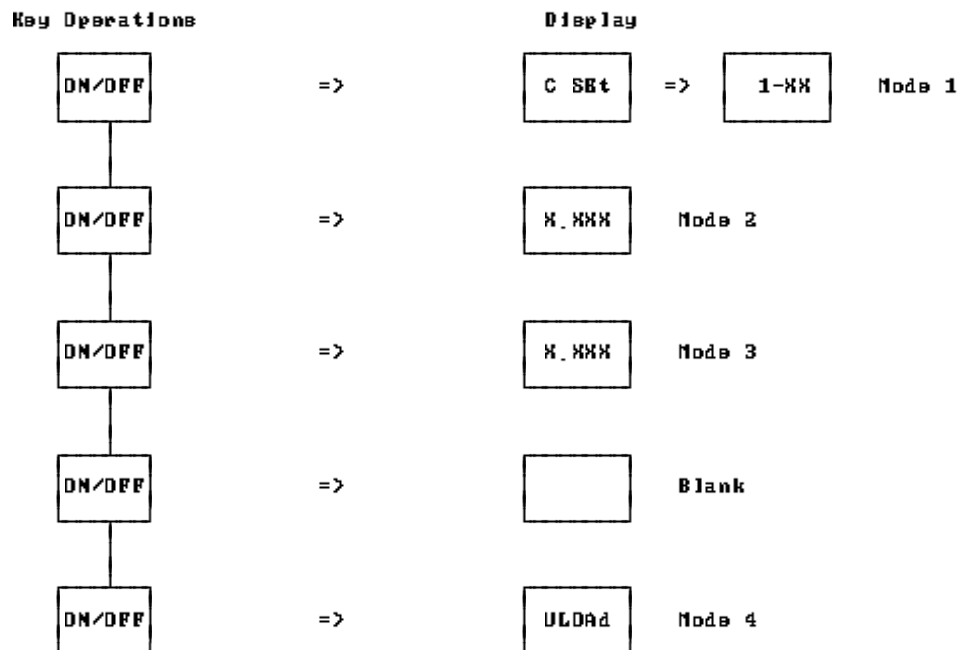 Key Operations Display
ON/OFF => C SEt => 1-XX Mode 1
ON/OFF => X.XXX Mode 2
ON/OFF => X.XXX Mode 3
ON/OFF => Blank
ON/OFF => ULOAd Mode 4